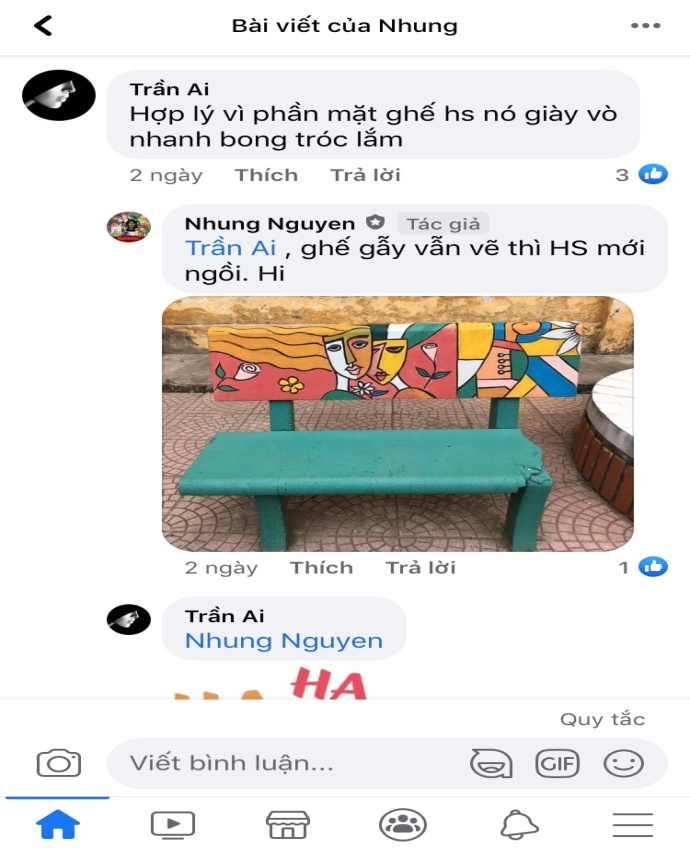 Bài viết của Nhung
Trần Ai
Hợp lý vì phần mặt ghế hs nó giày vò
nhanh bong tróc lắm
2 ngày Thích Trả lời 3
Nhung Nguyen Tác giả
Trần Ai , ghế gẫy vẫn vẽ thì HS mới
ngồi. Hi
2 ngày Thích Trả lời 1
Trần Ai
Nhung Nguyen
HA HA
Quy tắc
Viết bình luận... GIF